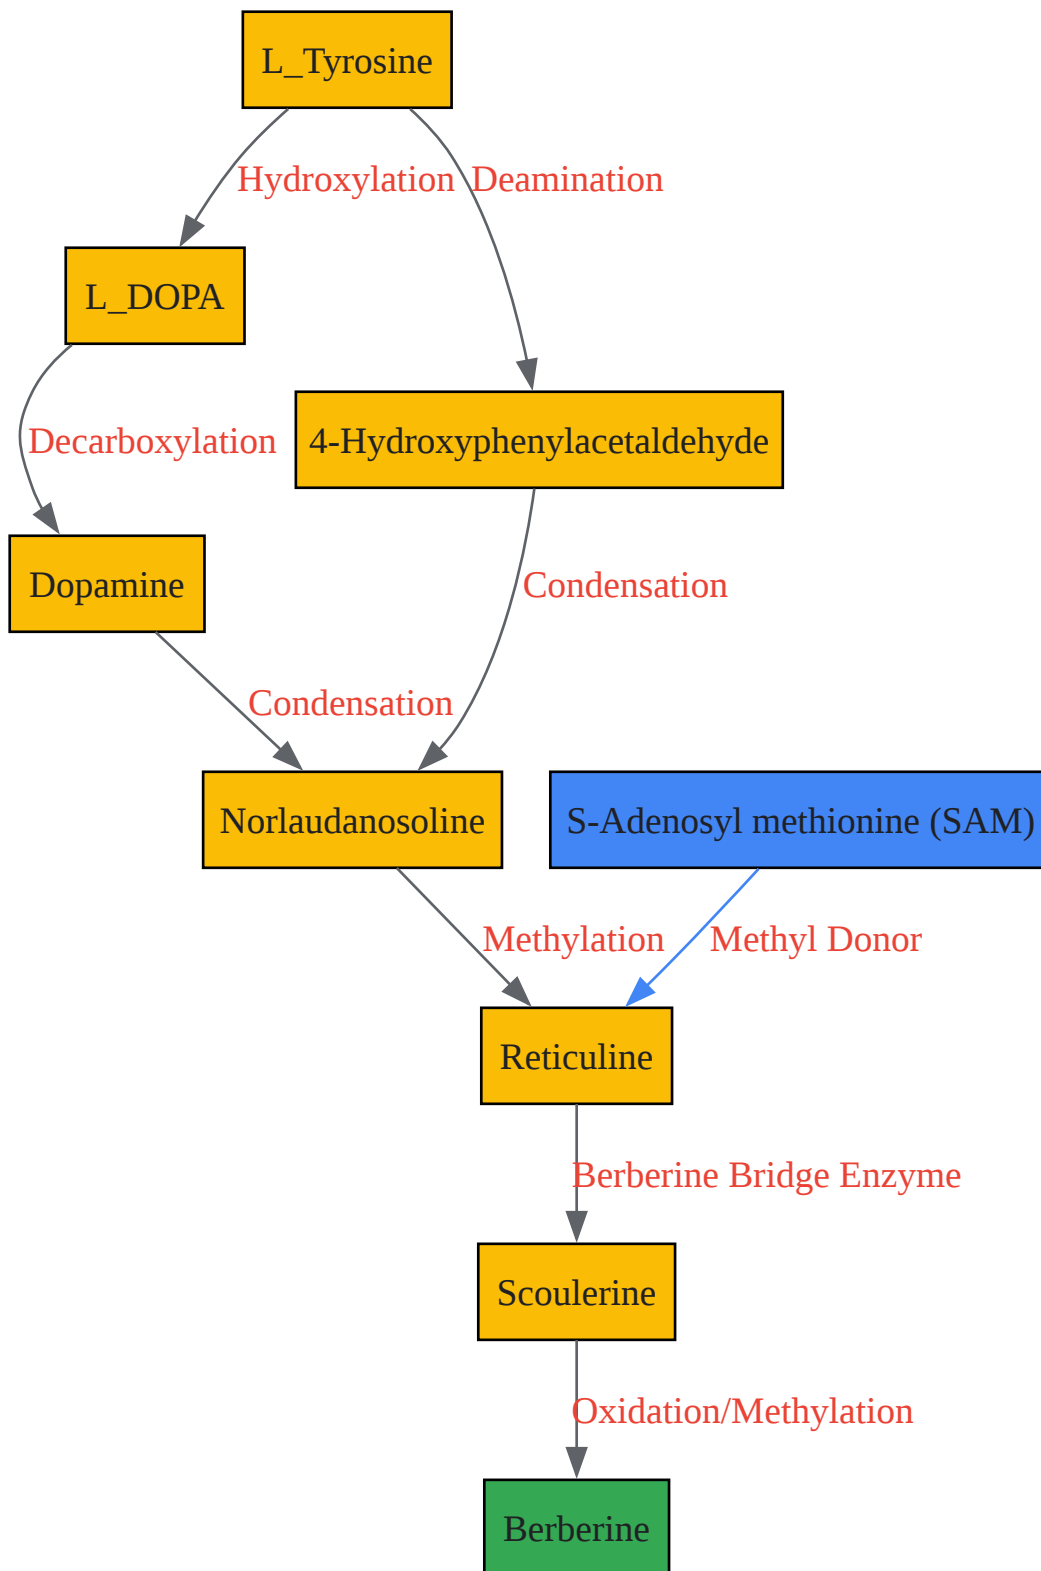 L_Tyrosine
Hydroxylation
Deamination
L_DOPA
Decarboxylation
4-Hydroxyphenylacetaldehyde
Dopamine
Condensation
Condensation
Norlaudanosoline
S-Adenosyl methionine (SAM)
Methylation
Methyl Donor
Reticuline
Berberine Bridge Enzyme
Scoulerine
Oxidation/Methylation
Berberine